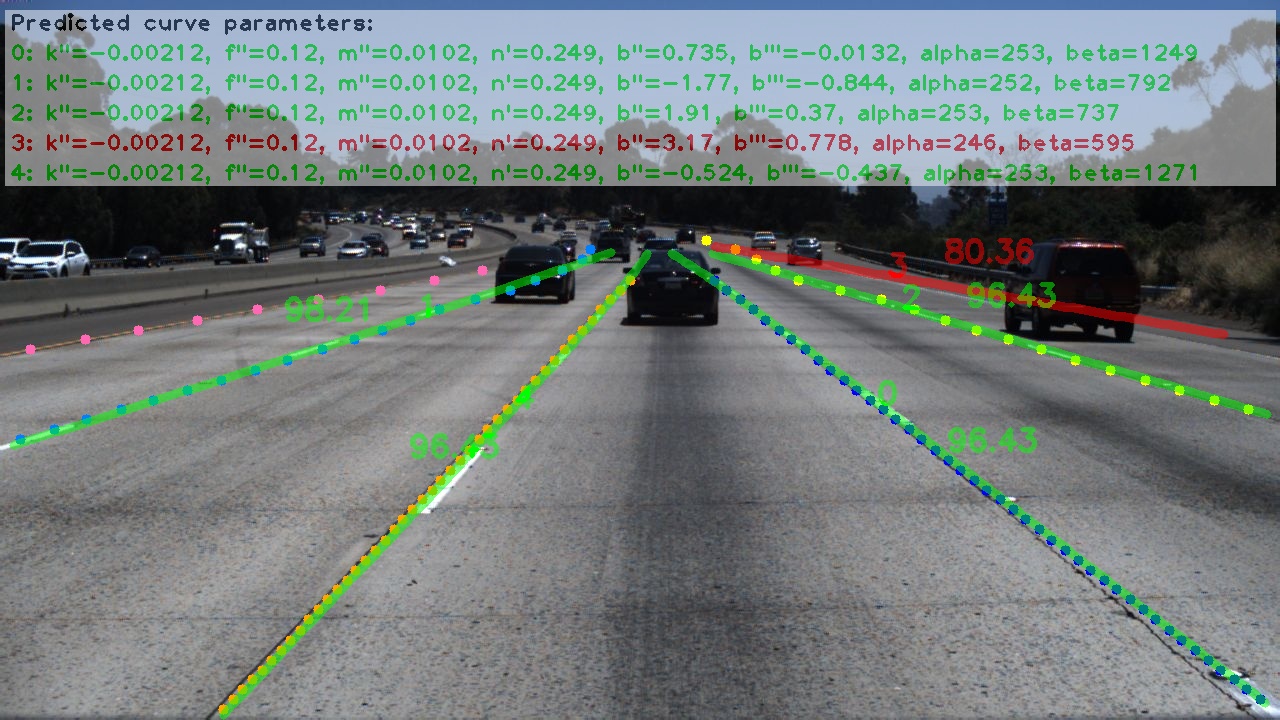 Predicted curve parameters:
0: k''=-0.00212, f''=0.12, m''=0.0102, n'=0.249, b''=0.735, b'''=-0.0132, alpha=253, beta=1249
1: k''=-0.00212, f''=0.12, m''=0.0102, n'=0.249, b''=-1.77, b'''=-0.844, alpha=252, beta=792
2: k''=-0.00212, f''=0.12, m''=0.0102, n'=0.249, b''=1.91, b'''=0.37, alpha=253, beta=737
3: k''=-0.00212, f''=0.12, m''=0.0102, n'=0.249, b''=3.17, b'''=0.778, alpha=246, beta=595
4: k''=-0.00212, f''=0.12, m''=0.0102, n'=0.249, b''=-0.524, b'''=-0.437, alpha=253, beta=1271
3 80.36
2 96.43
96.21 1
4
0
96.43